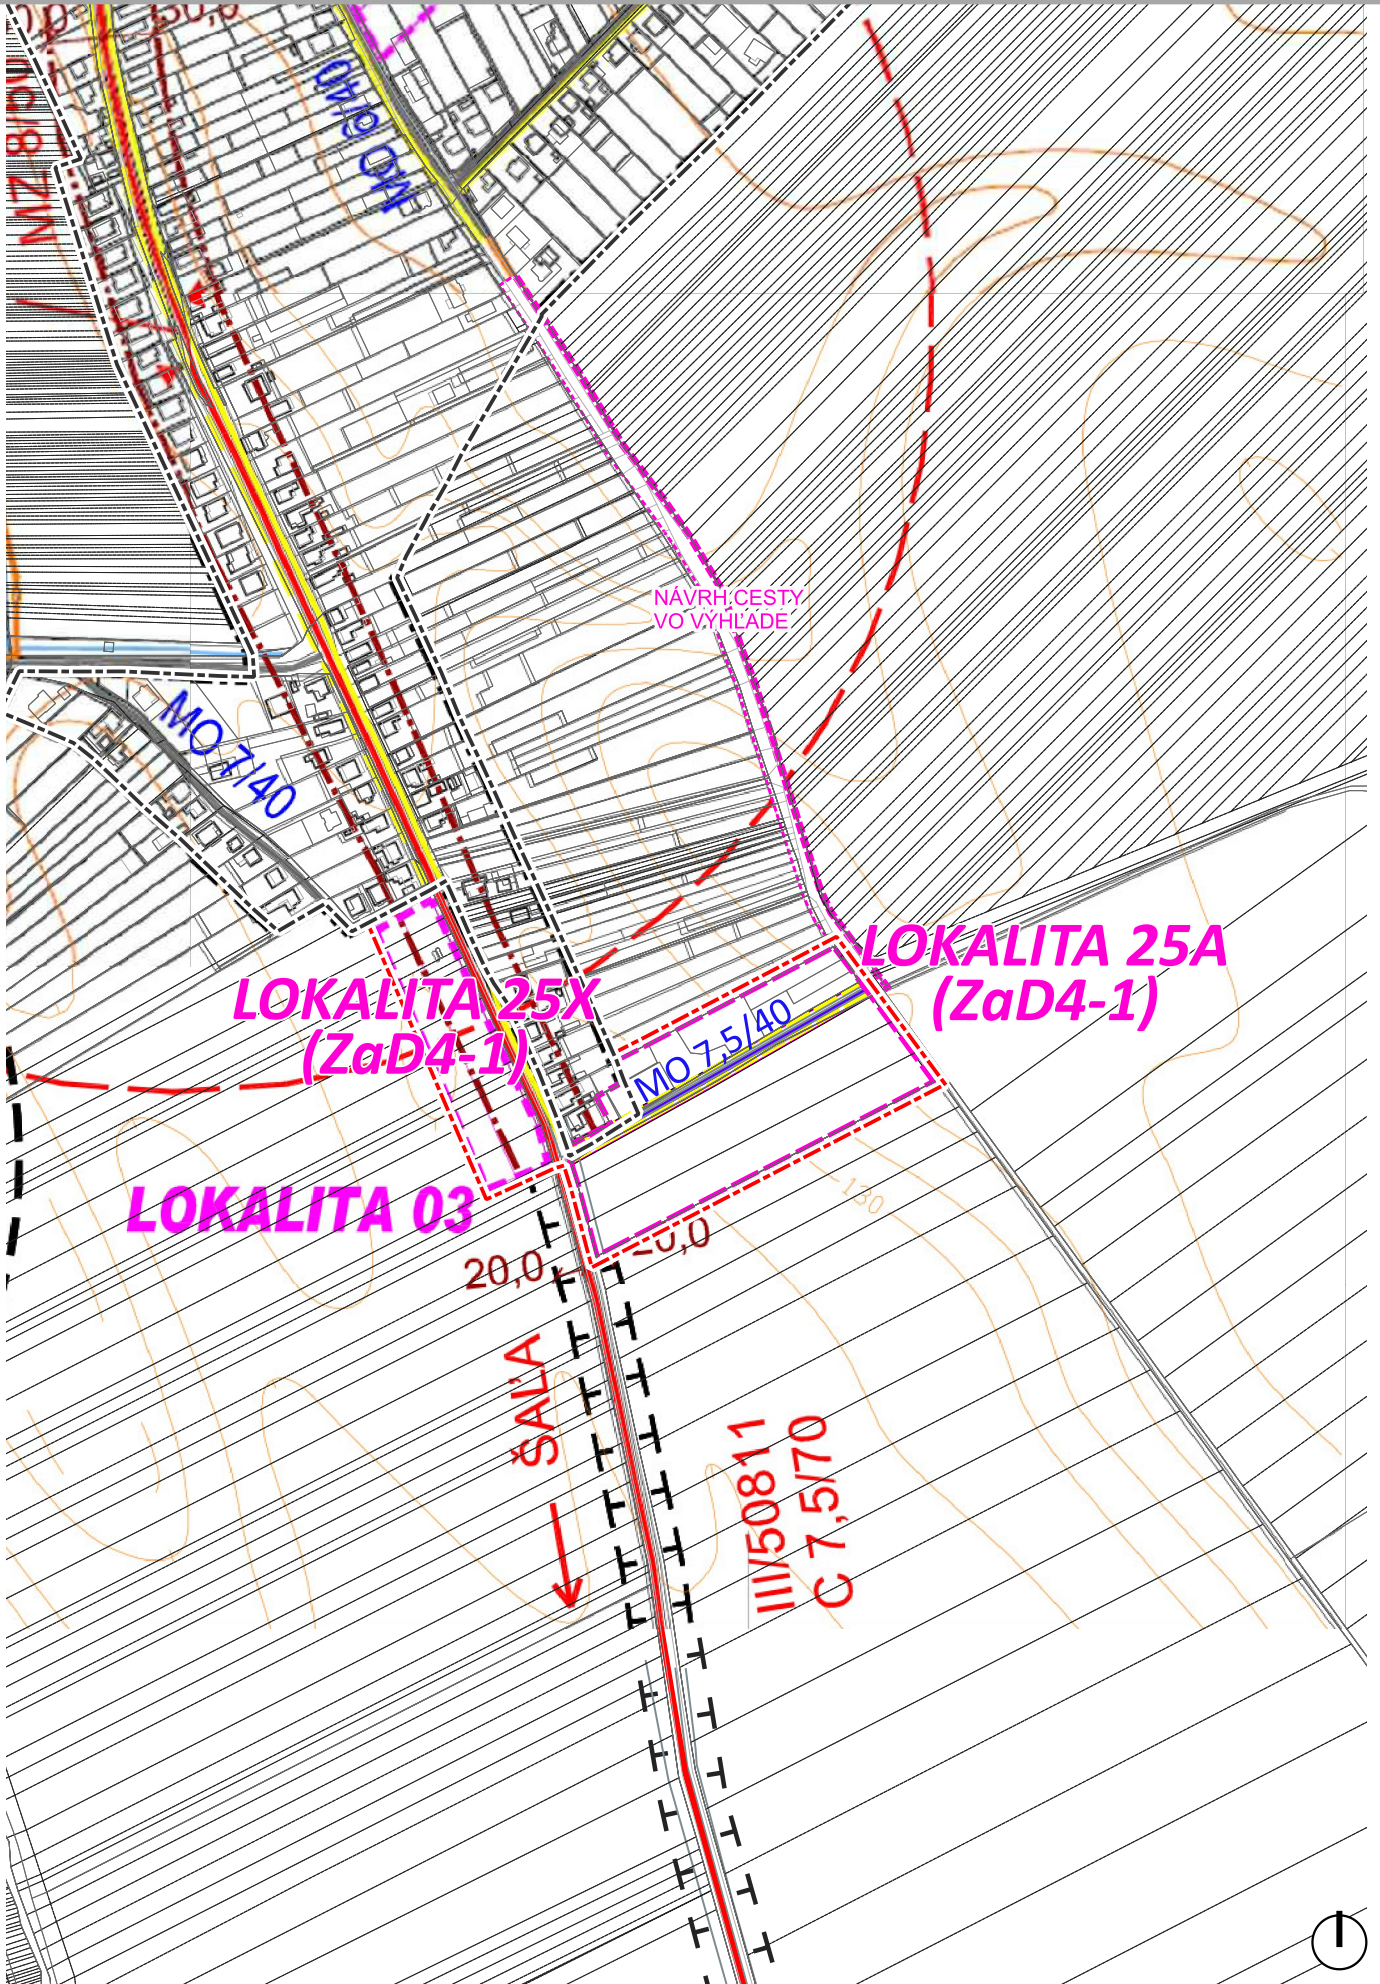 MZ 8/50
MO 6/40
NÁVRH CESTY
VO VÝHĽADE
MO 7/40
LOKALITA 25A
(ZaD4-1)
LOKALITA 25X
(ZaD4-1)
MO 7,5/40
LOKALITA 03
130
20,0
20,0
ŠAĽA
III/50811
C 7,5/70